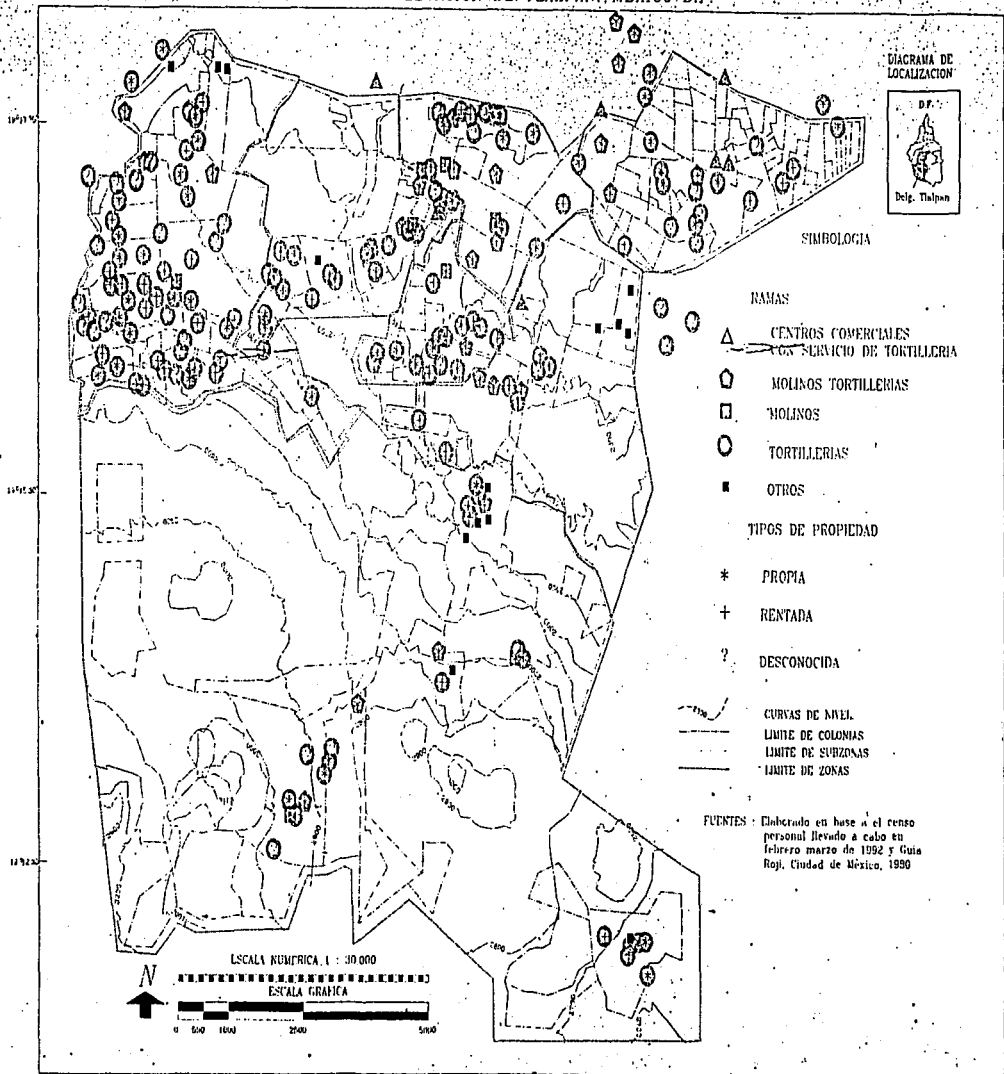 DIAGRAMA DE
LOCALIZACION
D.F.
Delg. Tlalpan
SIMBOLOGIA
RAMAS
CENTROS COMERCIALES
CON SERVICIO DE TORTILLERIA
MOLINOS TORTILLERIAS
MOLINOS
TORTILLERIAS
OTROS
TIPOS DE PROPIEDAD
PROPIA
RENTADA
? DESCONOCIDA
CURVAS DE NIVEL
LIMITE DE COLONIAS
LIMITE DE SUBZONAS
LIMITE DE ZONAS
FUENTES : Elaborado en base a el censo
personal llevado a cabo en
febrero marzo de 1992 y Guia
Roji, Ciudad de México, 1990
ESCALA NUMERICA, 1 : 30,000
N
ESCALA GRAFICA
0 500 1000 2500 5000